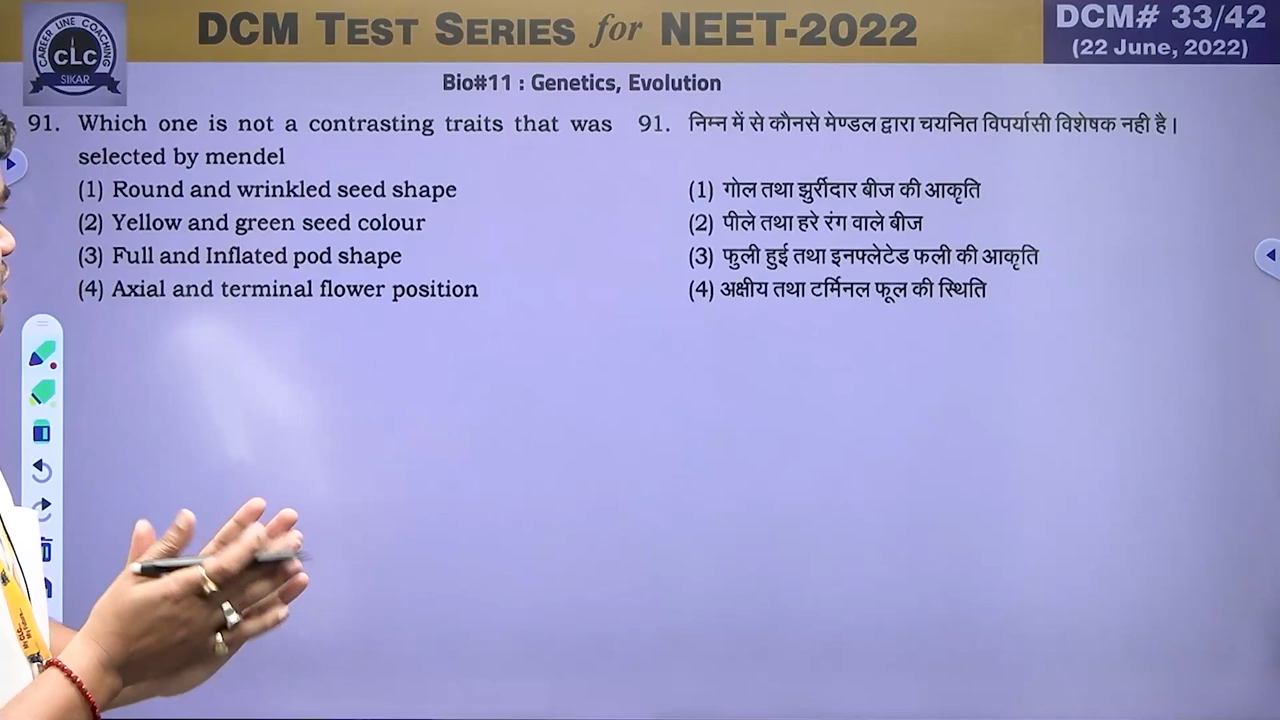 CAREER LINE COACHING
CLC
SIKAR
DCM TEST SERIES for NEET-2022
DCM# 33/42
(22 June, 2022)
Bio#11 : Genetics, Evolution
91. Which one is not a contrasting traits that was
selected by mendel
(1) Round and wrinkled seed shape
(2) Yellow and green seed colour
(3) Full and Inflated pod shape
(4) Axial and terminal flower position
91. निम्न में से कौनसे मेण्डल द्वारा चयनित विपर्यासी विशेषक नही है।
(1) गोल तथा झुर्रीदार बीज की आकृति
(2) पीले तथा हरे रंग वाले बीज
(3) फुली हुई तथा इनफ्लेटेड फली की आकृति
(4) अक्षीय तथा टर्मिनल फूल की स्थिति